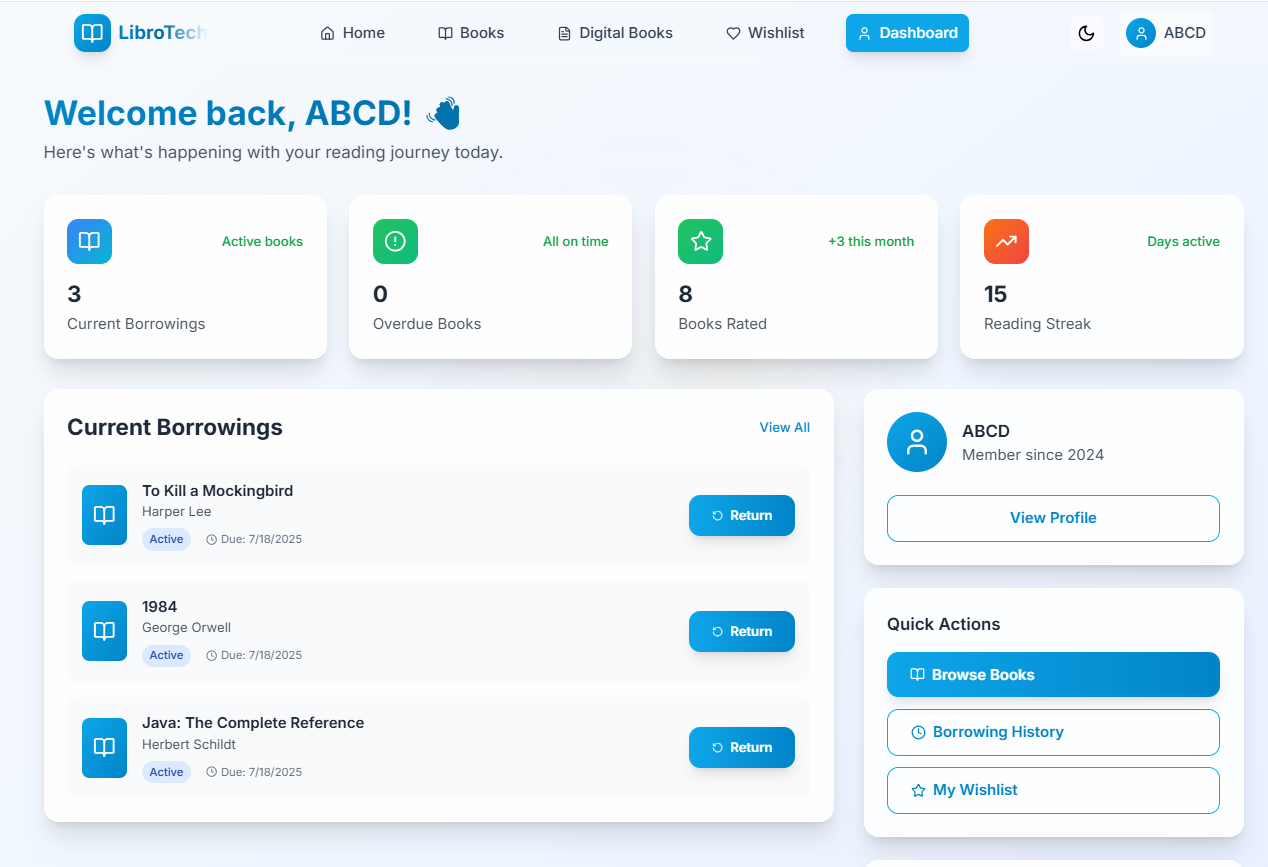 LibroTech
Home
Books
Digital Books
Wishlist
Dashboard
ABCD
Welcome back, ABCD! 👋
Here's what's happening with your reading journey today.
Active books
3
Current Borrowings
All on time
0
Overdue Books
+3 this month
8
Books Rated
Days active
15
Reading Streak
Current Borrowings
View All
To Kill a Mockingbird
Harper Lee
Active
Due: 7/18/2025
Return
1984
George Orwell
Active
Due: 7/18/2025
Return
Java: The Complete Reference
Herbert Schildt
Active
Due: 7/18/2025
Return
ABCD
Member since 2024
View Profile
Quick Actions
Browse Books
Borrowing History
My Wishlist